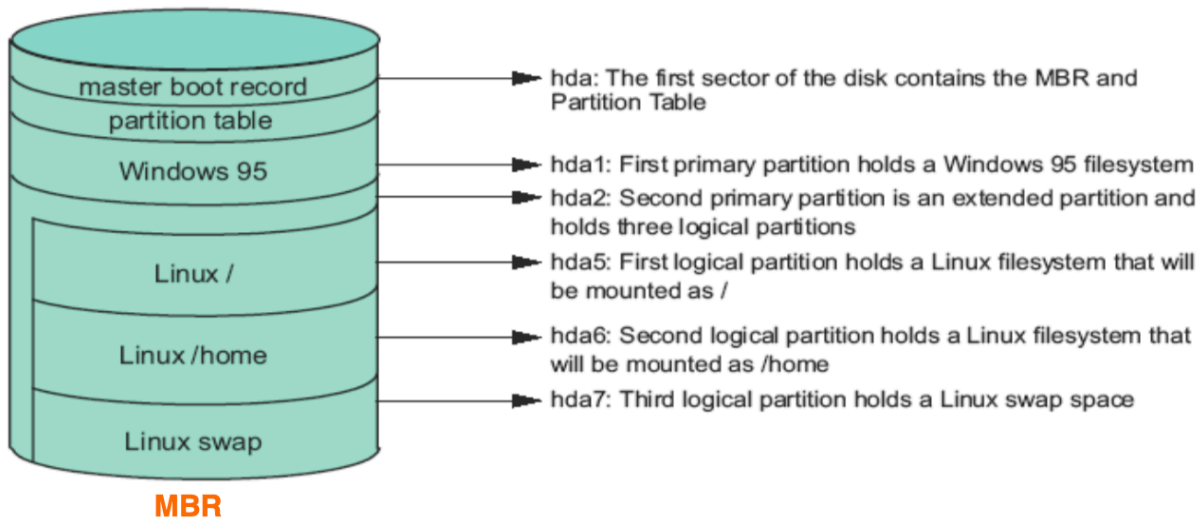 master boot record
partition table
Windows 95
Linux /
Linux /home
Linux swap
MBR
hda: The first sector of the disk contains the MBR and
Partition Table
hda1: First primary partition holds a Windows 95 filesystem
hda2: Second primary partition is an extended partition and
holds three logical partitions
hda5: First logical partition holds a Linux filesystem that will
be mounted as /
hda6: Second logical partition holds a Linux filesystem that
will be mounted as /home
hda7: Third logical partition holds a Linux swap space